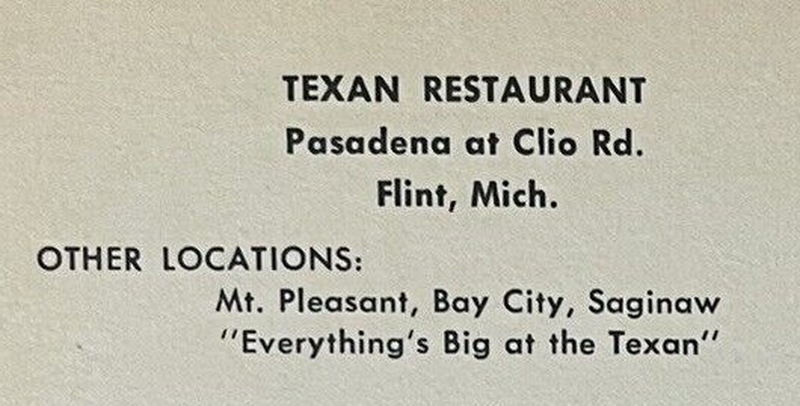 TEXAN RESTAURANT
Pasadena at Clio Rd.
Flint, Mich.
OTHER LOCATIONS:
Mt. Pleasant, Bay City, Saginaw
"Everything's Big at the Texan"